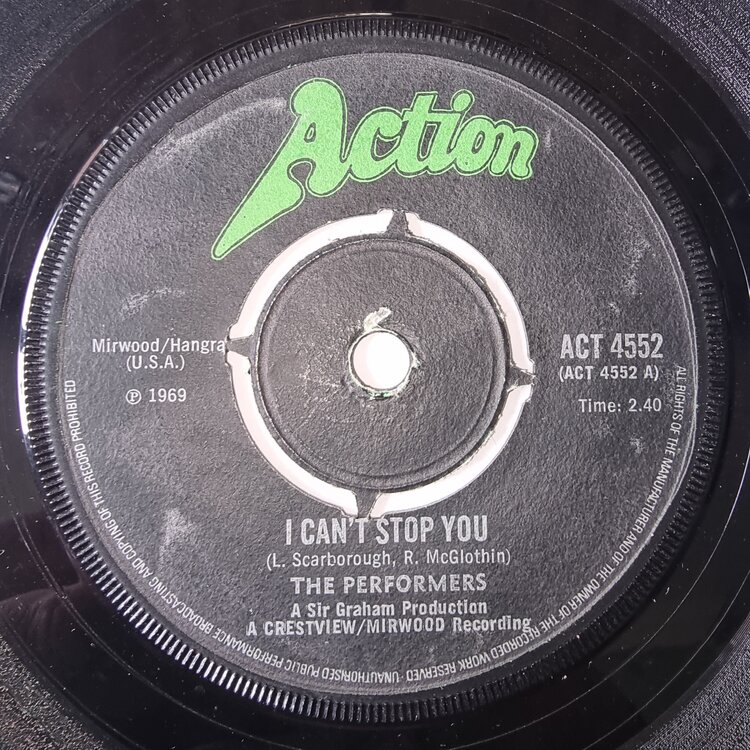 Action
Mirwood/Hangra
(U.S.A.)
℗ 1969
ACT 4552
(ACT 4552 A)
Time: 2.40
I CAN'T STOP YOU
(L. Scarborough, R. McGlothin)
THE PERFORMERS
A Sir Graham Production
A CRESTVIEW/MIRWOOD Recording
ALL RIGHTS OF THE MANUFACTURER AND OF THE OWNER OF THE RECORDED WORK RESERVED - UNAUTHORISED PUBLIC PERFORMANCE BROADCASTING AND COPYING OF THIS RECORD PROHIBITED